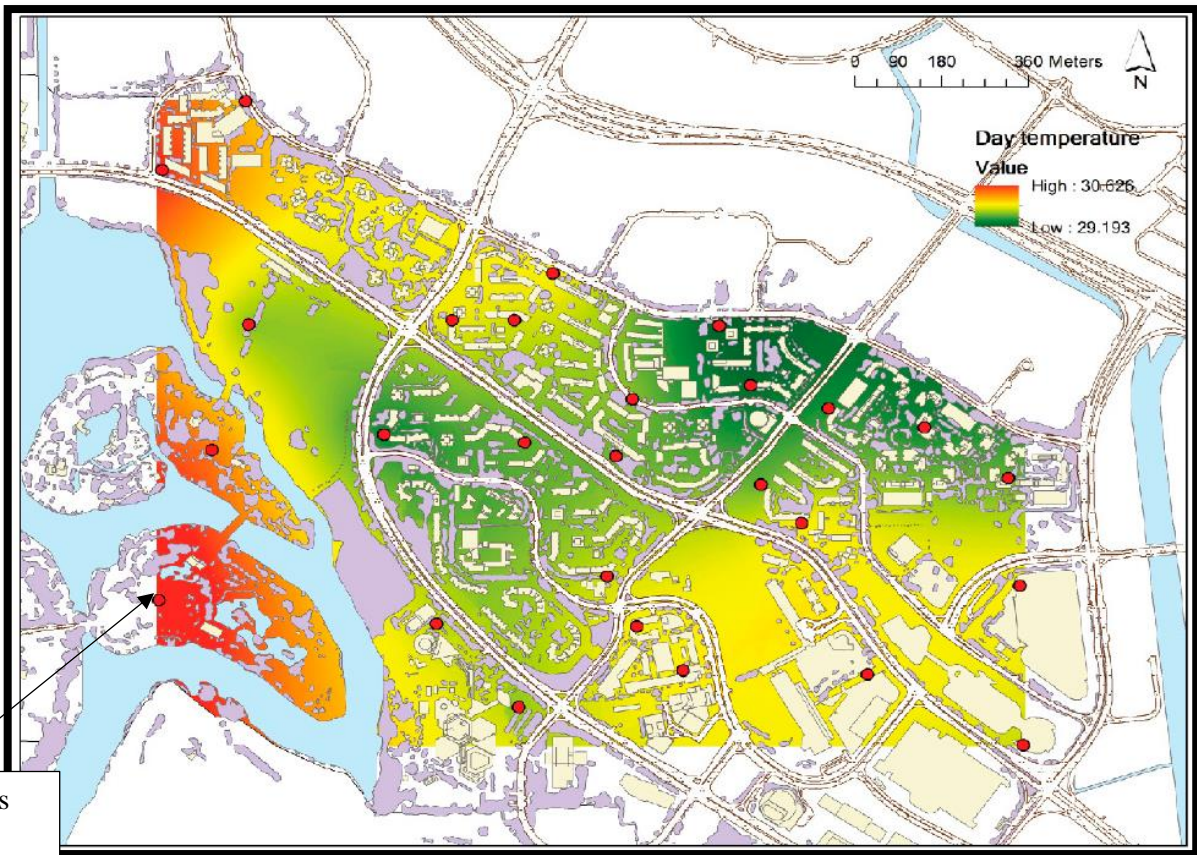 0 90 180 360 Meters
N
Day temperature
Value
High : 30.626
Low : 29.193
s